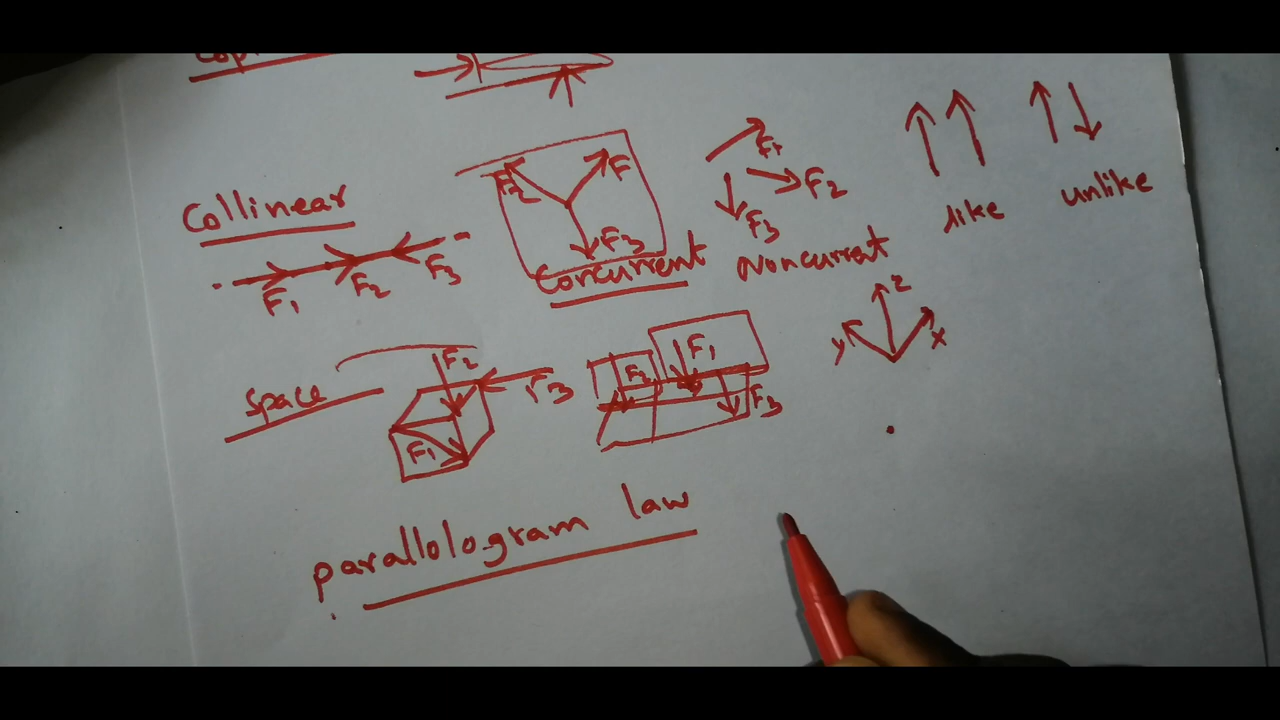 Cop
Collinear
F1 F2 F3
F2 F F3
Concurrent
F1 F2 F3
Noncurrent
like
unlike
Space
F2 F3 F1
F2 F1 F3
z y x
parallologram law